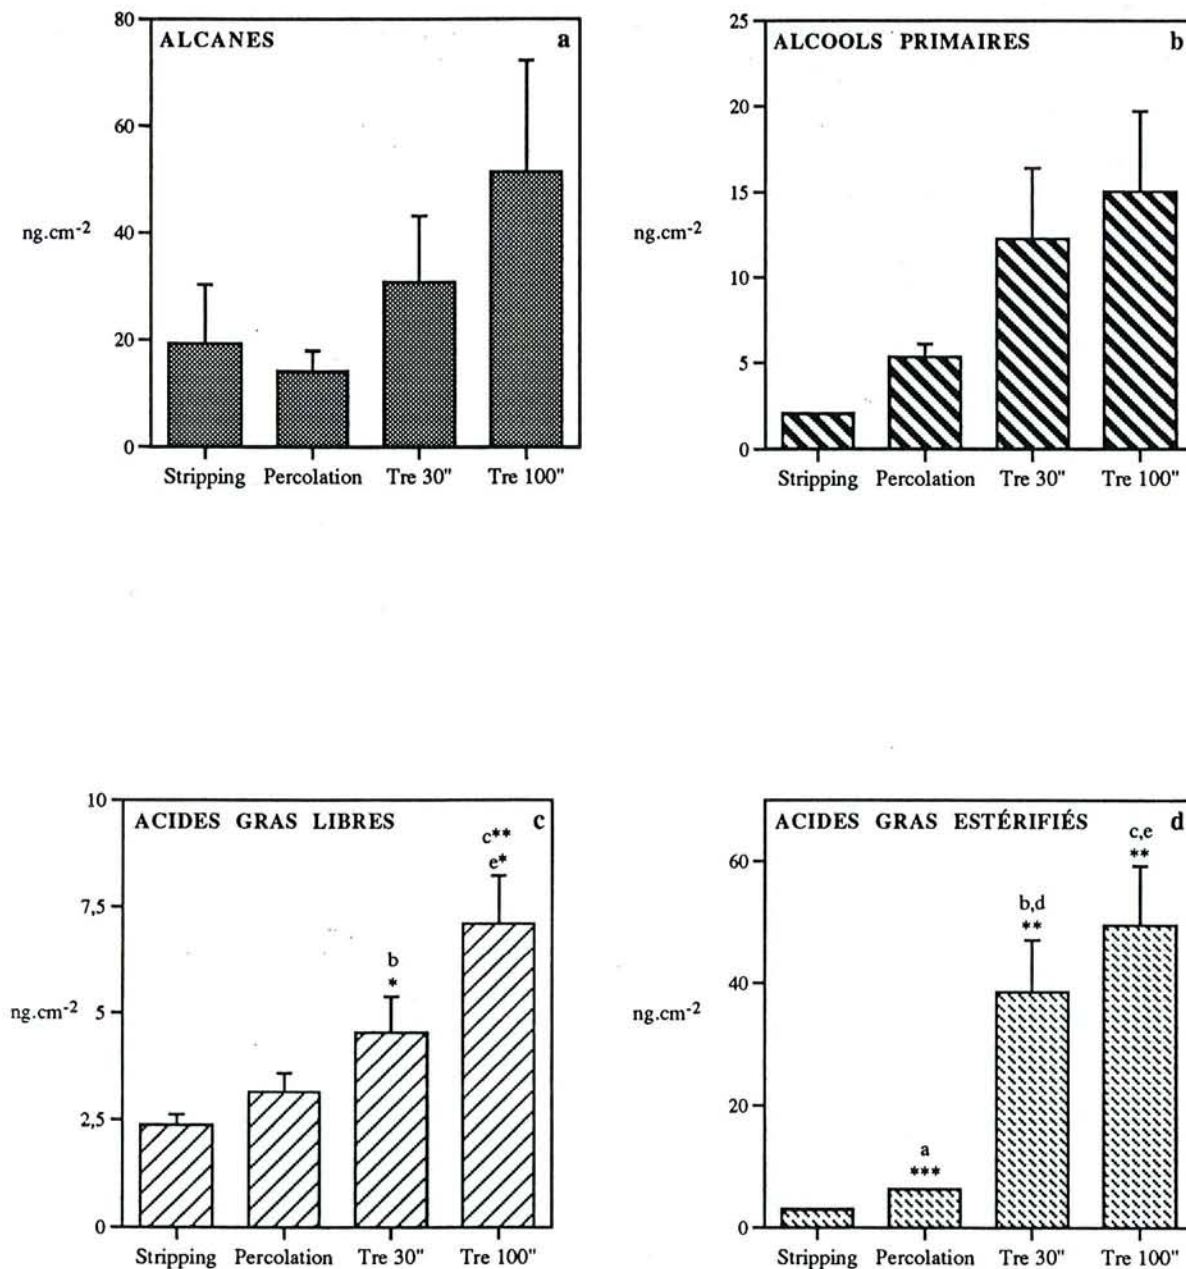 ALCANES a
80
60
40
20
0
ng.cm-2
Stripping Percolation Tre 30" Tre 100"
ALCOOLS PRIMAIRES b
25
20
15
10
5
0
ng.cm-2
Stripping Percolation Tre 30" Tre 100"
ACIDES GRAS LIBRES c
10
7,5
5
2,5
0
ng.cm-2
b
*
c**
e*
Stripping Percolation Tre 30" Tre 100"
ACIDES GRAS ESTÉRIFIÉS d
60
40
20
0
ng.cm-2
a
***
b,d
**
c,e
**
Stripping Percolation Tre 30" Tre 100"